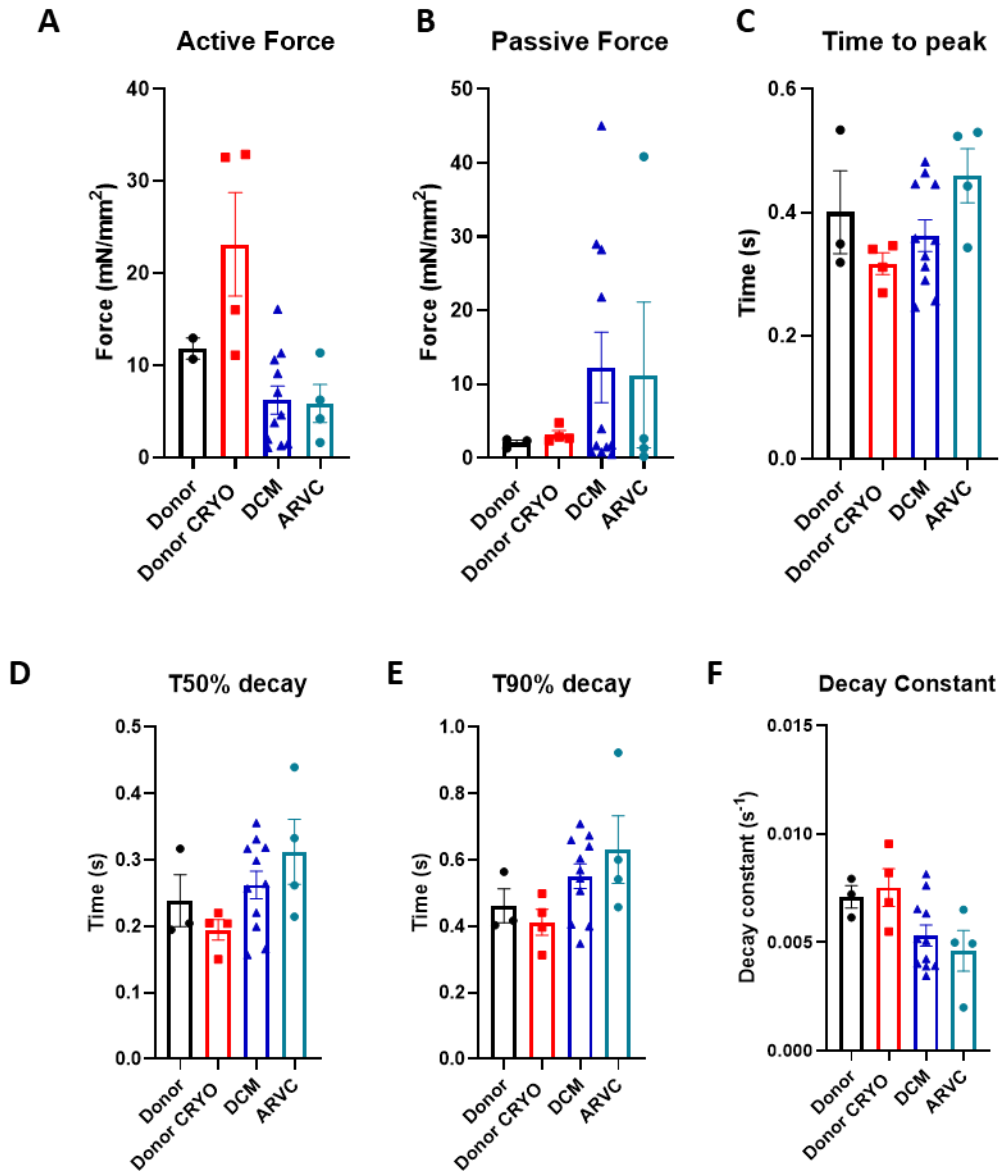 A
Active Force
Force (mN/mm²)
40
30
20
10
0
Donor
Donor CRYO
DCM
ARVC
B
Passive Force
Force (mN/mm²)
50
40
30
20
10
0
Donor
Donor CRYO
DCM
ARVC
C
Time to peak
Time (s)
0.6
0.4
0.2
0.0
Donor
Donor CRYO
DCM
ARVC
D
T50% decay
Time (s)
0.5
0.4
0.3
0.2
0.1
0.0
Donor
Donor CRYO
DCM
ARVC
E
T90% decay
Time (s)
1.0
0.8
0.6
0.4
0.2
0.0
Donor
Donor CRYO
DCM
ARVC
F
Decay Constant
Decay constant (s⁻¹)
0.015
0.010
0.005
0.000
Donor
Donor CRYO
DCM
ARVC